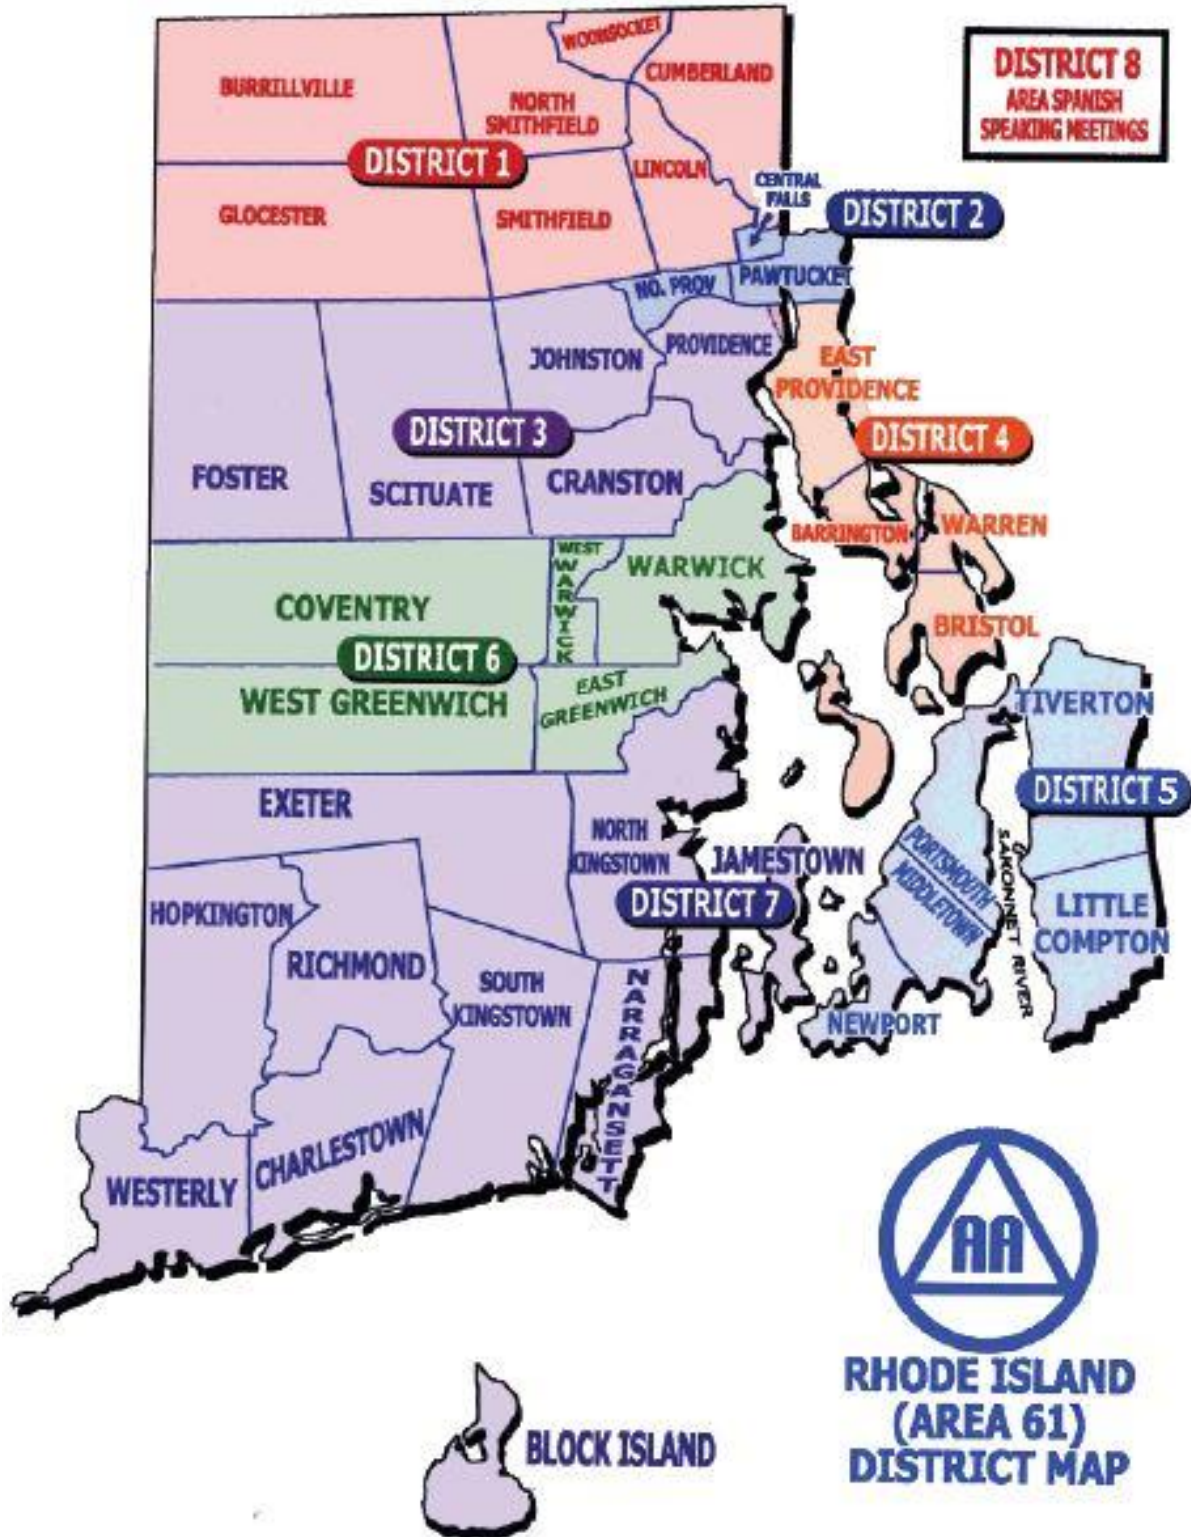 WOONSOCKET
CUMBERLAND
BURRILLVILLE
NORTH
SMITHFIELD
DISTRICT 8
AREA SPANISH
SPEAKING MEETINGS
DISTRICT 1
LINCOLN
CENTRAL
FALLS
GLOCESTER
SMITHFIELD
DISTRICT 2
NO. PROV
PAWTUCKET
JOHNSTON
PROVIDENCE
EAST
PROVIDENCE
DISTRICT 3
DISTRICT 4
FOSTER
SCITUATE
CRANSTON
BARRINGTON
WARREN
WEST
WARWICK
WARWICK
COVENTRY
BRISTOL
DISTRICT 6
WEST GREENWICH
EAST
GREENWICH
TIVERTON
DISTRICT 5
EXETER
NORTH
KINGSTOWN
JAMESTOWN
PORTSMOUTH
MIDDLETOWN
SAKONNET RIVER
DISTRICT 7
HOPKINGTON
RICHMOND
LITTLE
COMPTON
SOUTH
KINGSTOWN
NARRAGANSETT
NEWPORT
CHARLESTOWN
WESTERLY
AA
RHODE ISLAND
(AREA 61)
DISTRICT MAP
BLOCK ISLAND